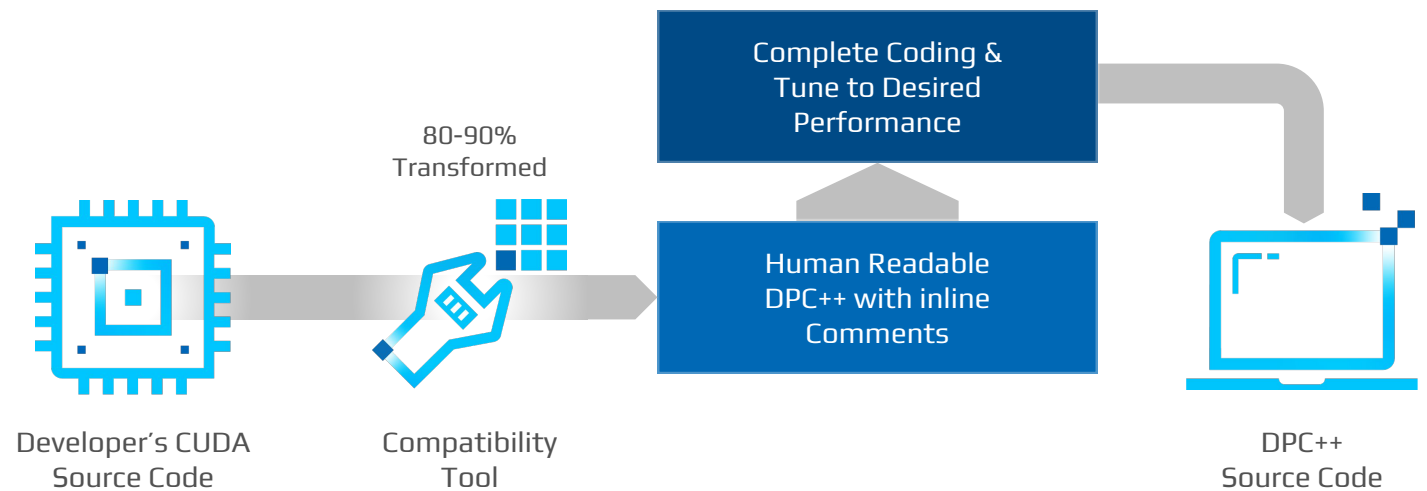 Complete Coding &
Tune to Desired
Performance
80-90%
Transformed
Human Readable
DPC++ with inline
Comments
Developer’s CUDA
Source Code
Compatibility
Tool
DPC++
Source Code